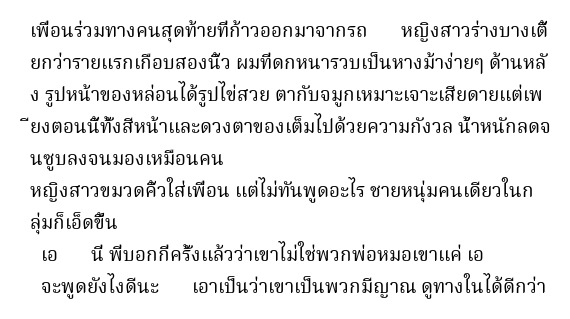 เพื่อนร่วมทางคนสุดท้ายที่ก้าวออกมาจากรถ หญิงสาวร่างบางเตี้
ยกว่ารายแรกเกือบสองนิ้ว ผมที่ดกหนารวบเป็นหางม้าง่ายๆ ด้านหลั
ง รูปหน้าของหล่อนได้รูปไข่สวย ตากับจมูกเหมาะเจาะเสียดายแต่เพ
ียงตอนนี้ทั้งสีหน้าและดวงตาของเต็มไปด้วยความกังวล น้ำหนักลดจ
นซูบลงจนมองเหมือนคน
หญิงสาวขมวดคิ้วใส่เพื่อน แต่ไม่ทันพูดอะไร ชายหนุ่มคนเดียวในก
ลุ่มก็เอ็ดขึ้น
เอ นี่ พี่บอกกี่ครั้งแล้วว่าเขาไม่ใช่พวกพ่อหมอเขาแค่ เอ
จะพูดยังไงดีนะ เอาเป็นว่าเขาเป็นพวกมีญาณ ดูทางในได้ดีกว่า